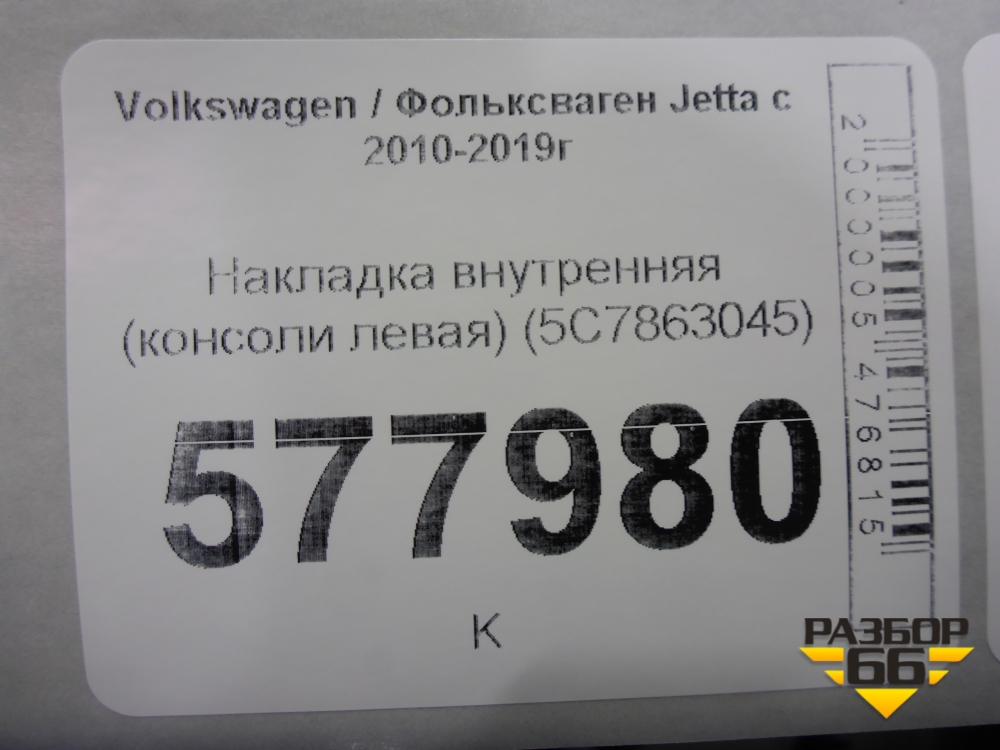 Volkswagen / Фольксваген Jetta с
2010-2019г
Накладка внутренняя
(консоли левая) (5C7863045)
577980
К
2000005476815
РАЗБОР
66